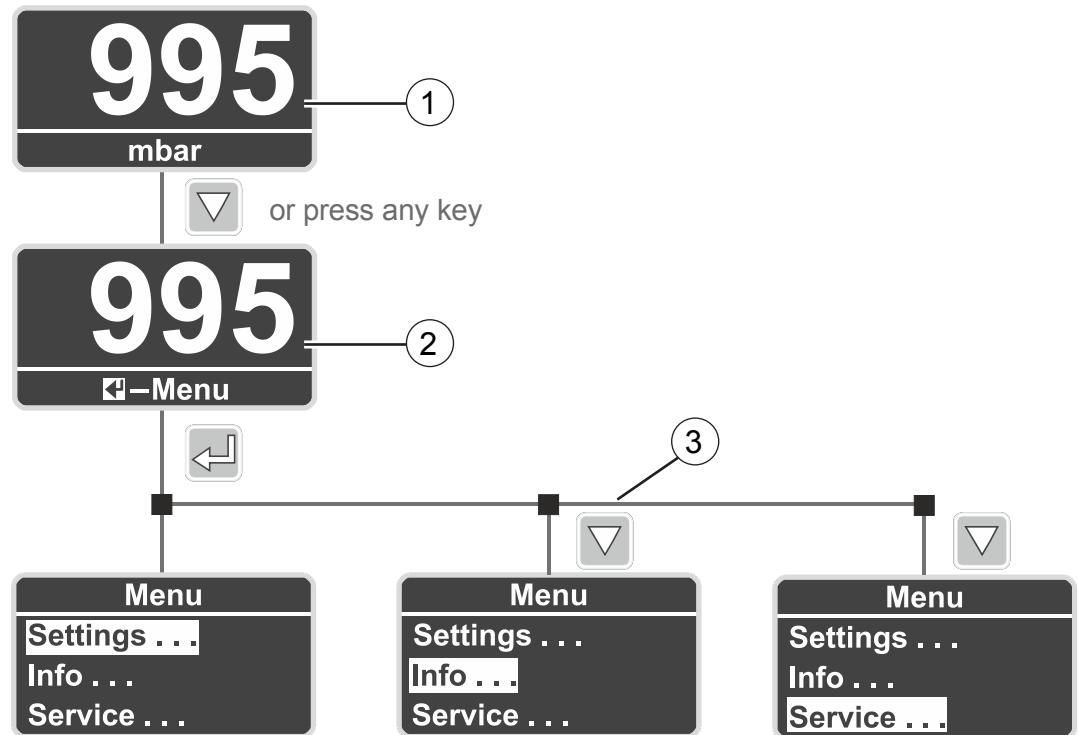 995
1
mbar
or press any key
995
2
–Menu
3
Menu
Settings . . .
Info . . .
Service . . .
Menu
Settings . . .
Info . . .
Service . . .
Menu
Settings . . .
Info . . .
Service . . .